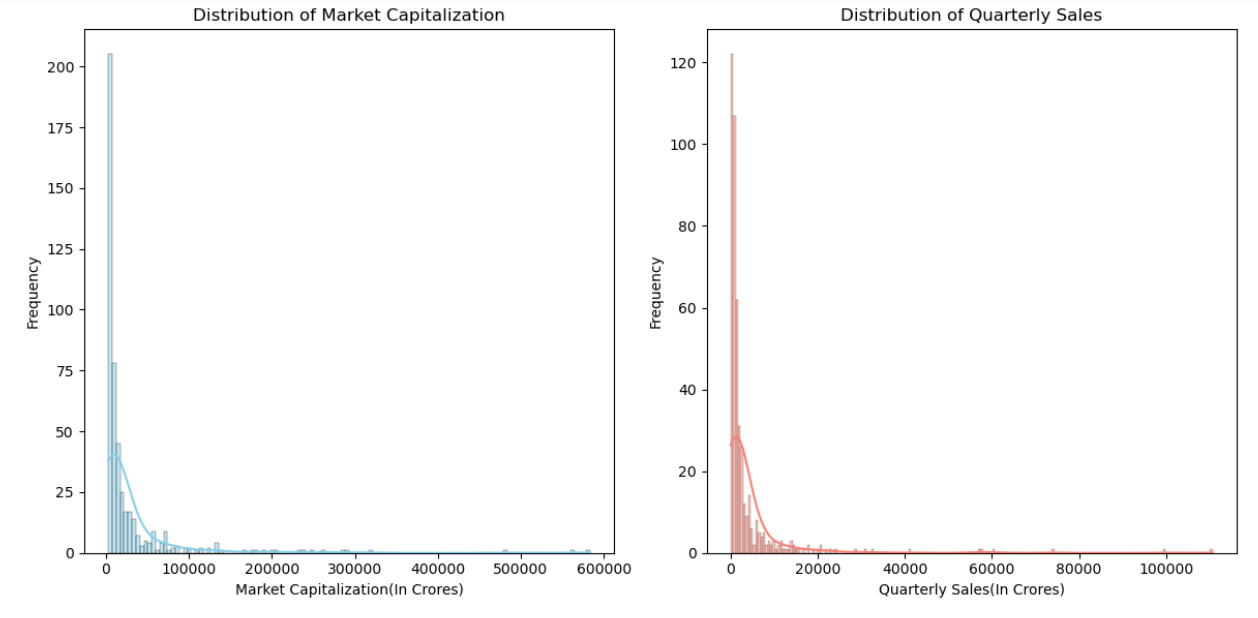 Distribution of Market Capitalization
200
175
150
125
100
75
50
25
0
Frequency
0 100000 200000 300000 400000 500000 600000
Market Capitalization(In Crores)
Distribution of Quarterly Sales
120
100
80
60
40
20
0
Frequency
0 20000 40000 60000 80000 100000
Quarterly Sales(In Crores)